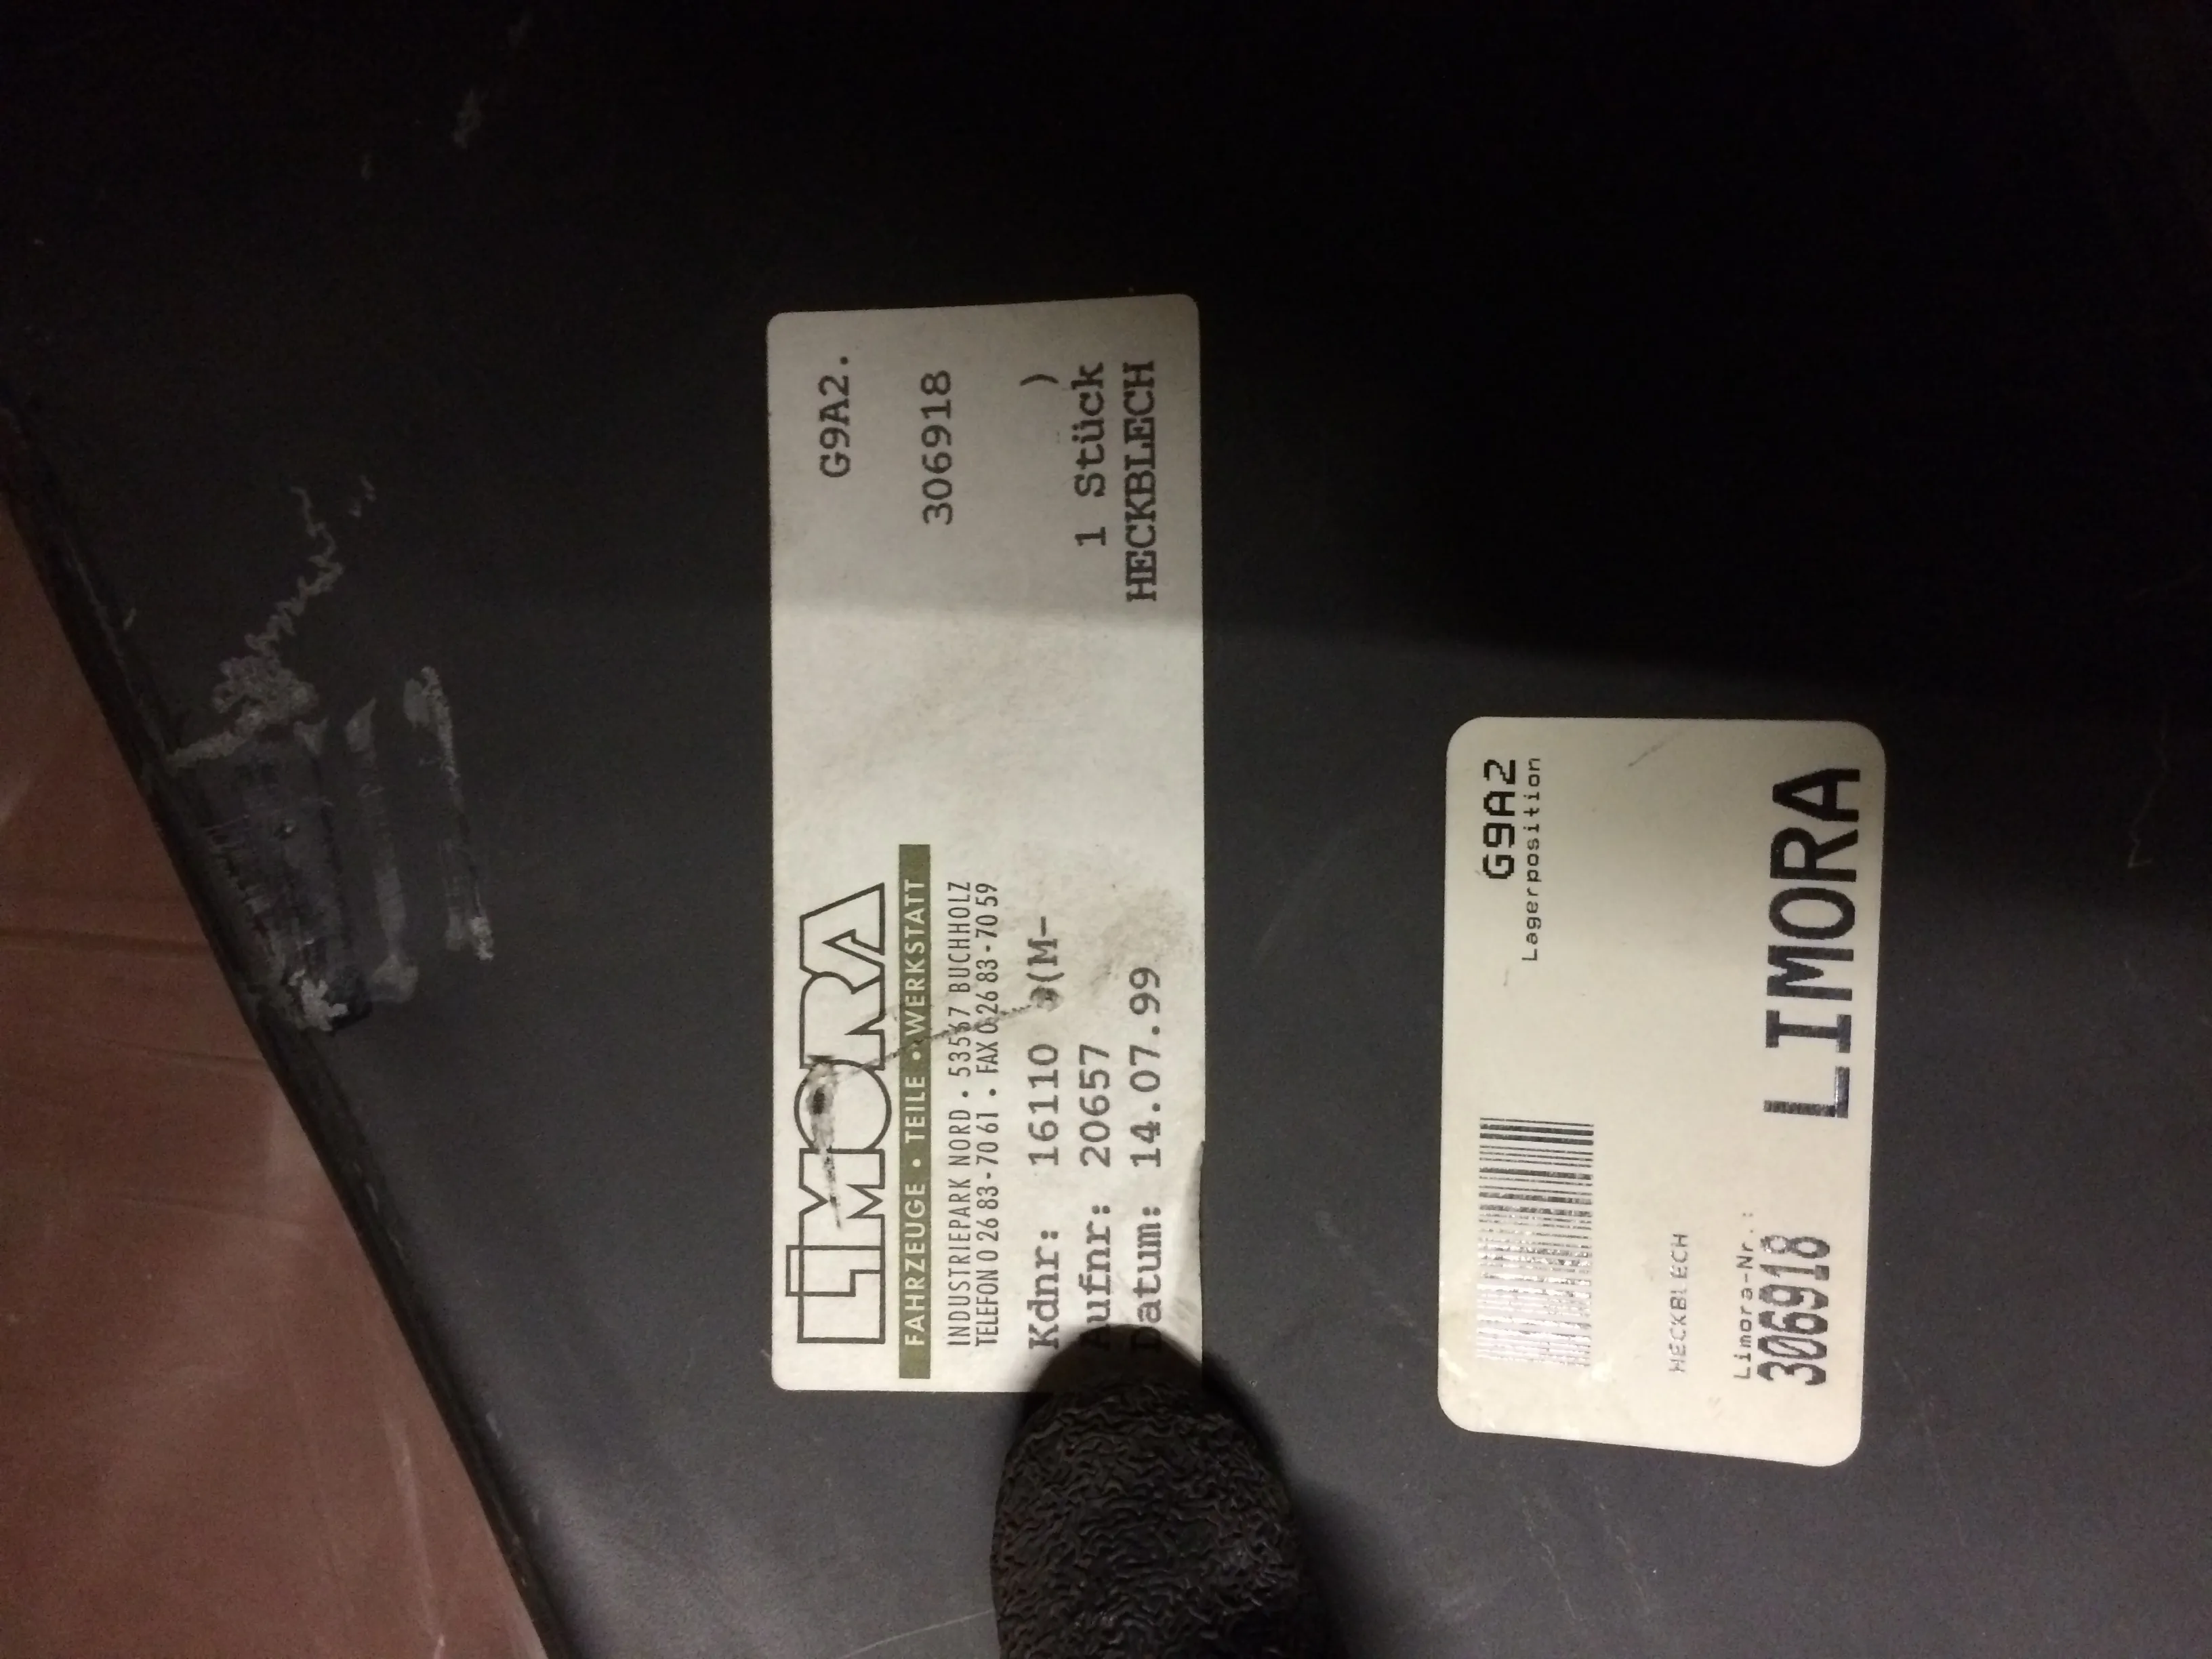 LIMORA
FAHRZEUGE • TEILE • WERKSTATT
INDUSTRIEPARK NORD • 53567 BUCHHOLZ
TELEFON 0 26 83 - 70 61 • FAX 0 26 83 - 70 59
G9A2.
306918
Kdnr: 16110 (M- )
Aufnr: 20657 1 Stück
Datum: 14.07.99 HECKBLECH
G9A2
Lagerposition
HECKBLECH
Limora-Nr.:
306918 LIMORA